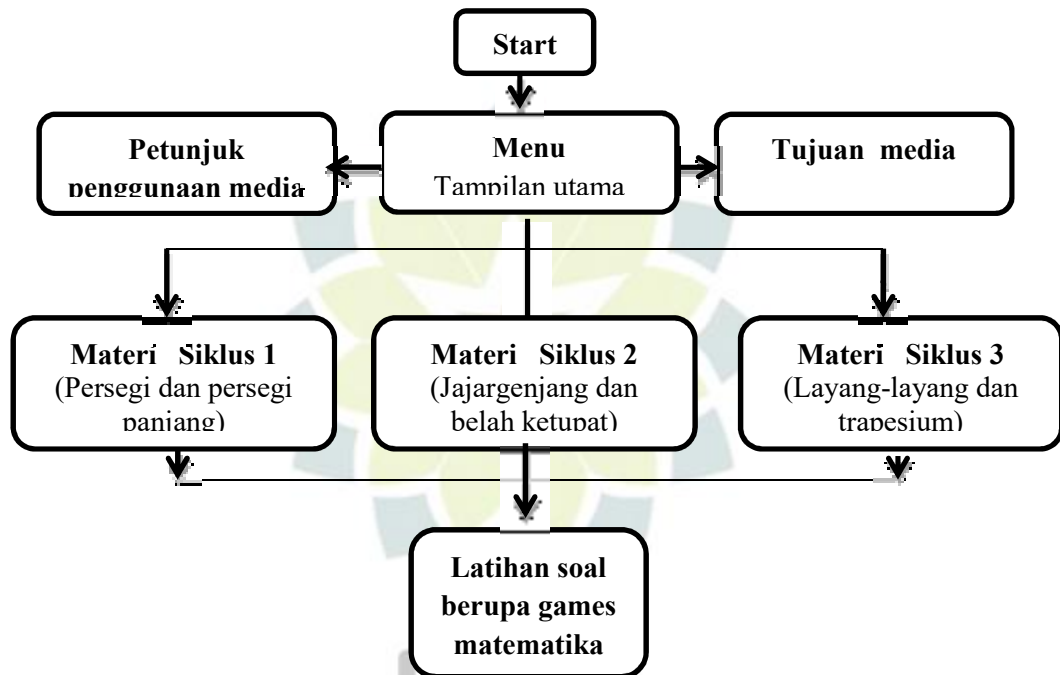 Start
Petunjuk
penggunaan media
Menu
Tampilan utama
Tujuan media
Materi Siklus 1
(Persegi dan persegi
panjang)
Materi Siklus 2
(Jajargenjang dan
belah ketupat)
Materi Siklus 3
(Layang-layang dan
trapesium)
Latihan soal
berupa games
matematika